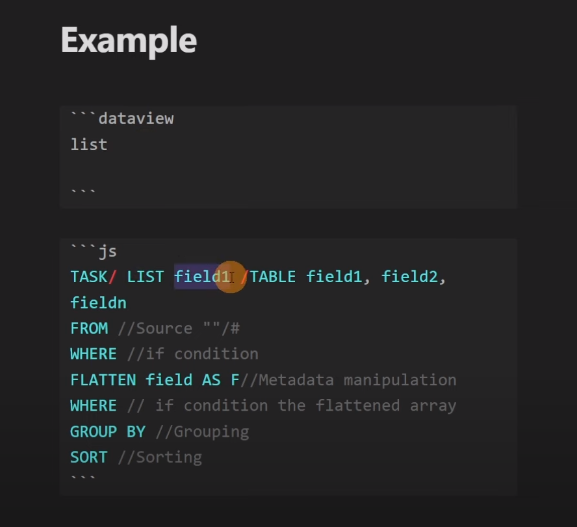 Example
```dataview
list
```
```js
TASK/ LIST field1 /TABLE field1, field2,
fieldn
FROM //Source ""/#
WHERE //if condition
FLATTEN field AS F//Metadata manipulation
WHERE // if condition the flattened array
GROUP BY //Grouping
SORT //Sorting
```